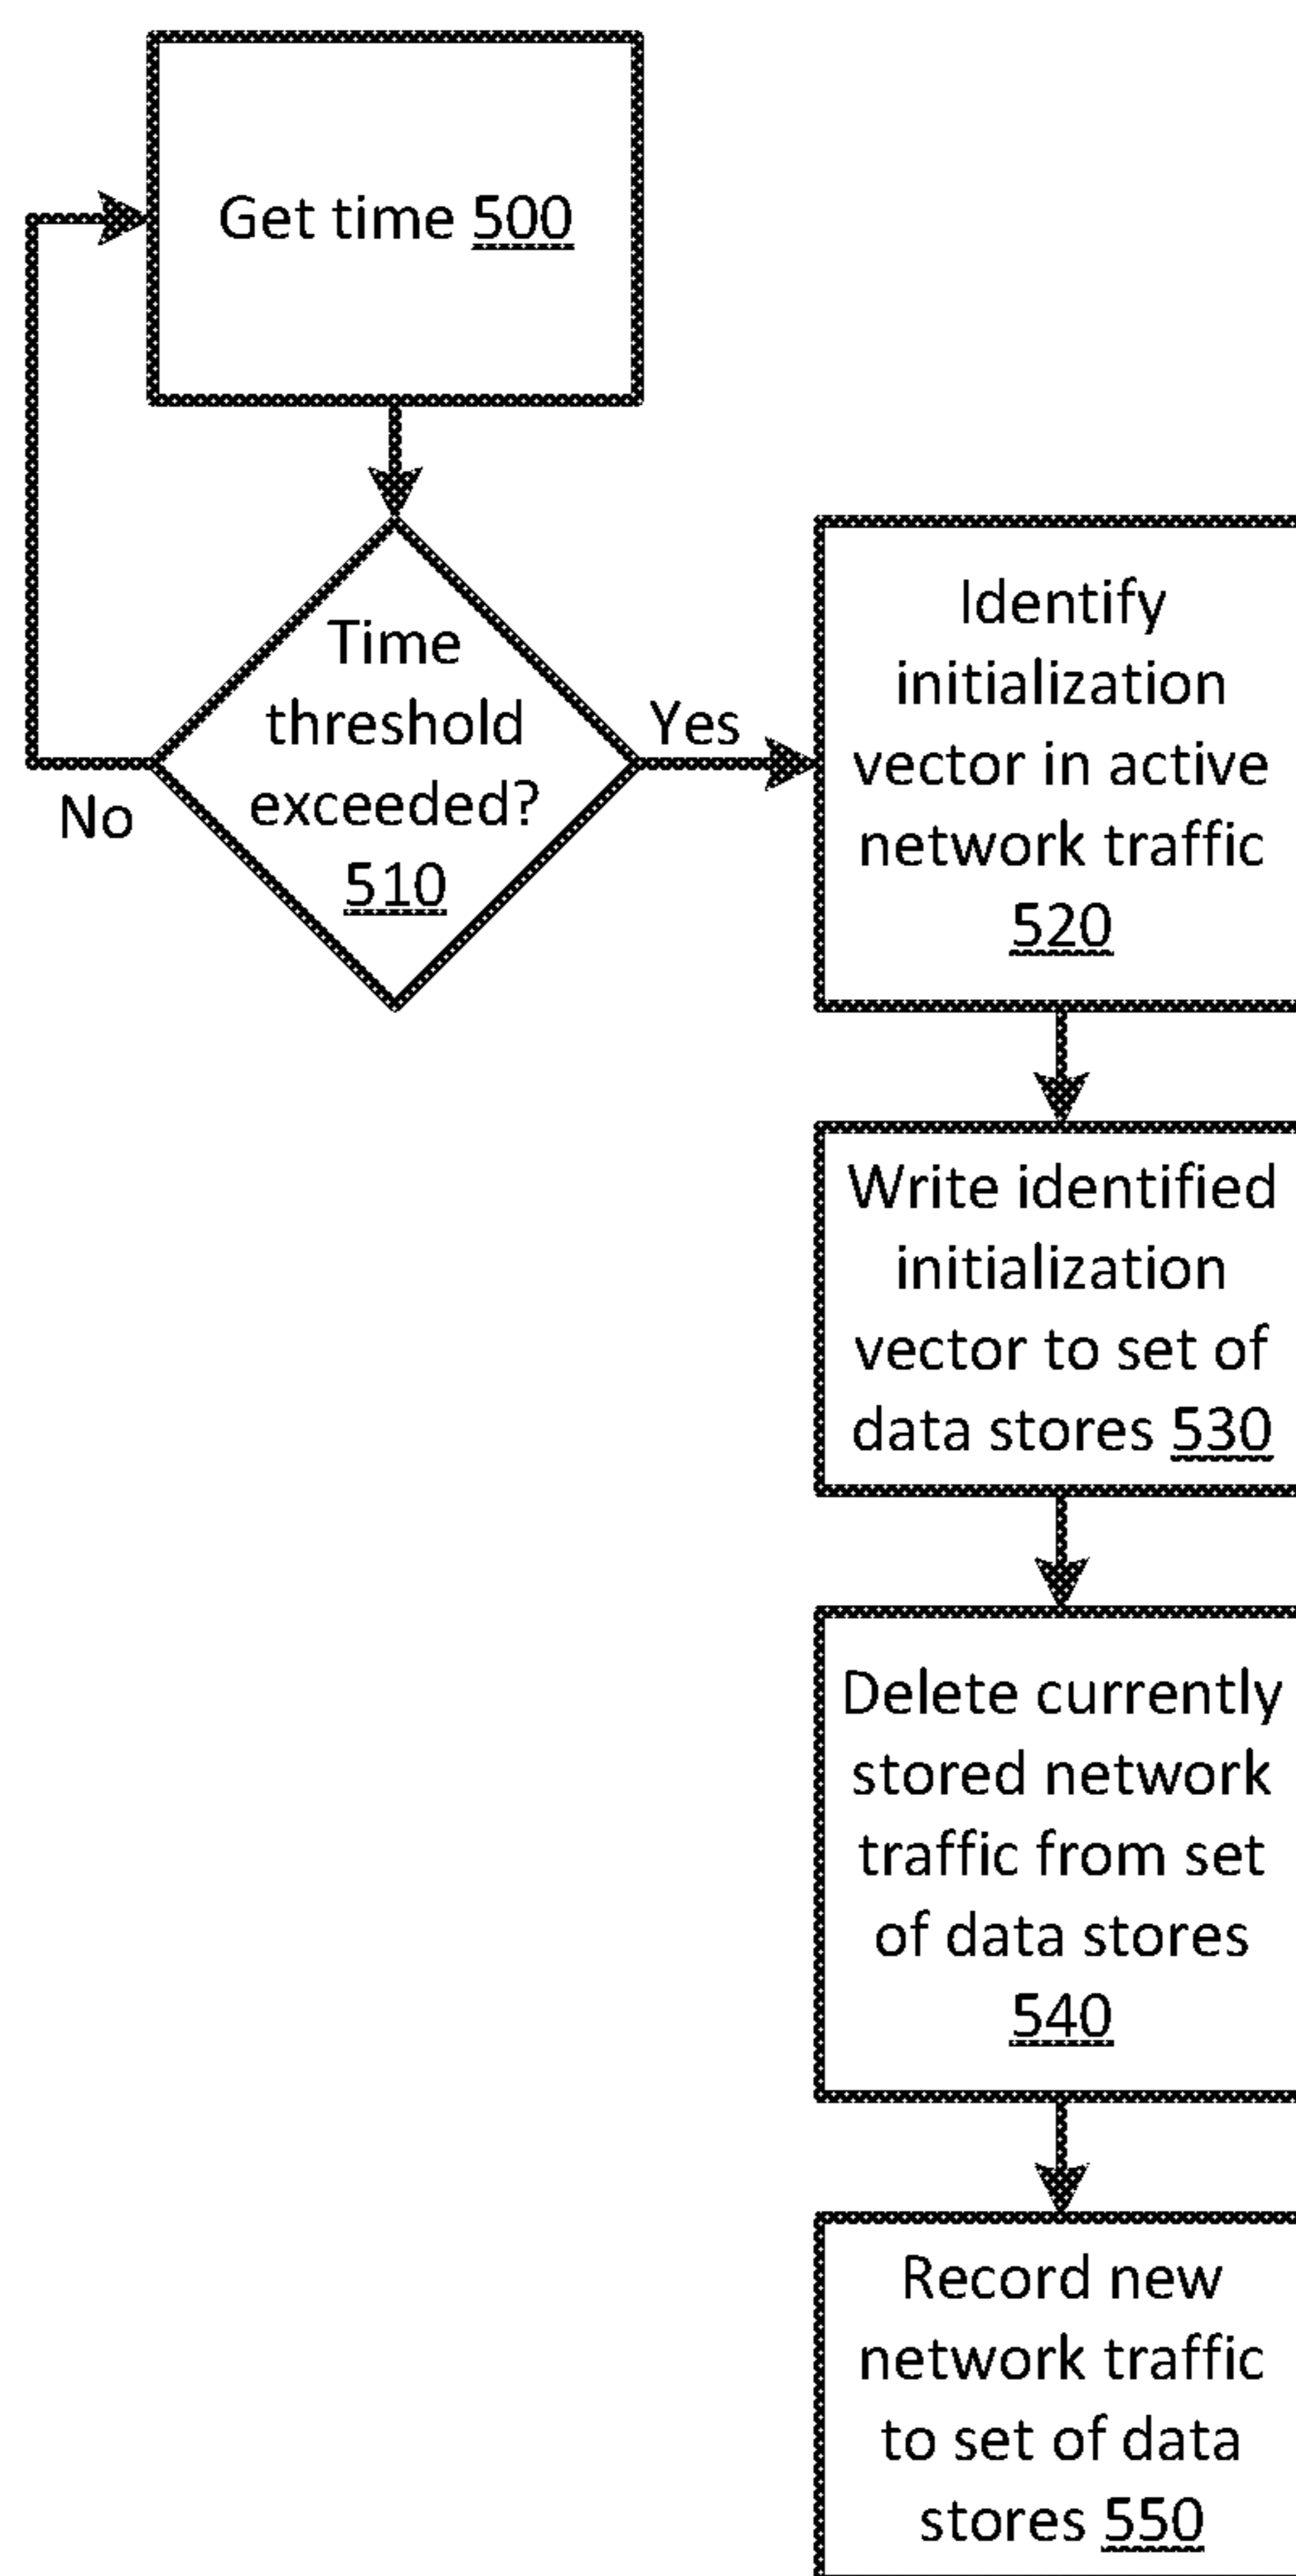 Get time 500
Time
threshold
exceeded?
510
Yes
No
Identify
initialization
vector in active
network traffic
520
Write identified
initialization
vector to set of
data stores 530
Delete currently
stored network
traffic from set
of data stores
540
Record new
network traffic
to set of data
stores 550